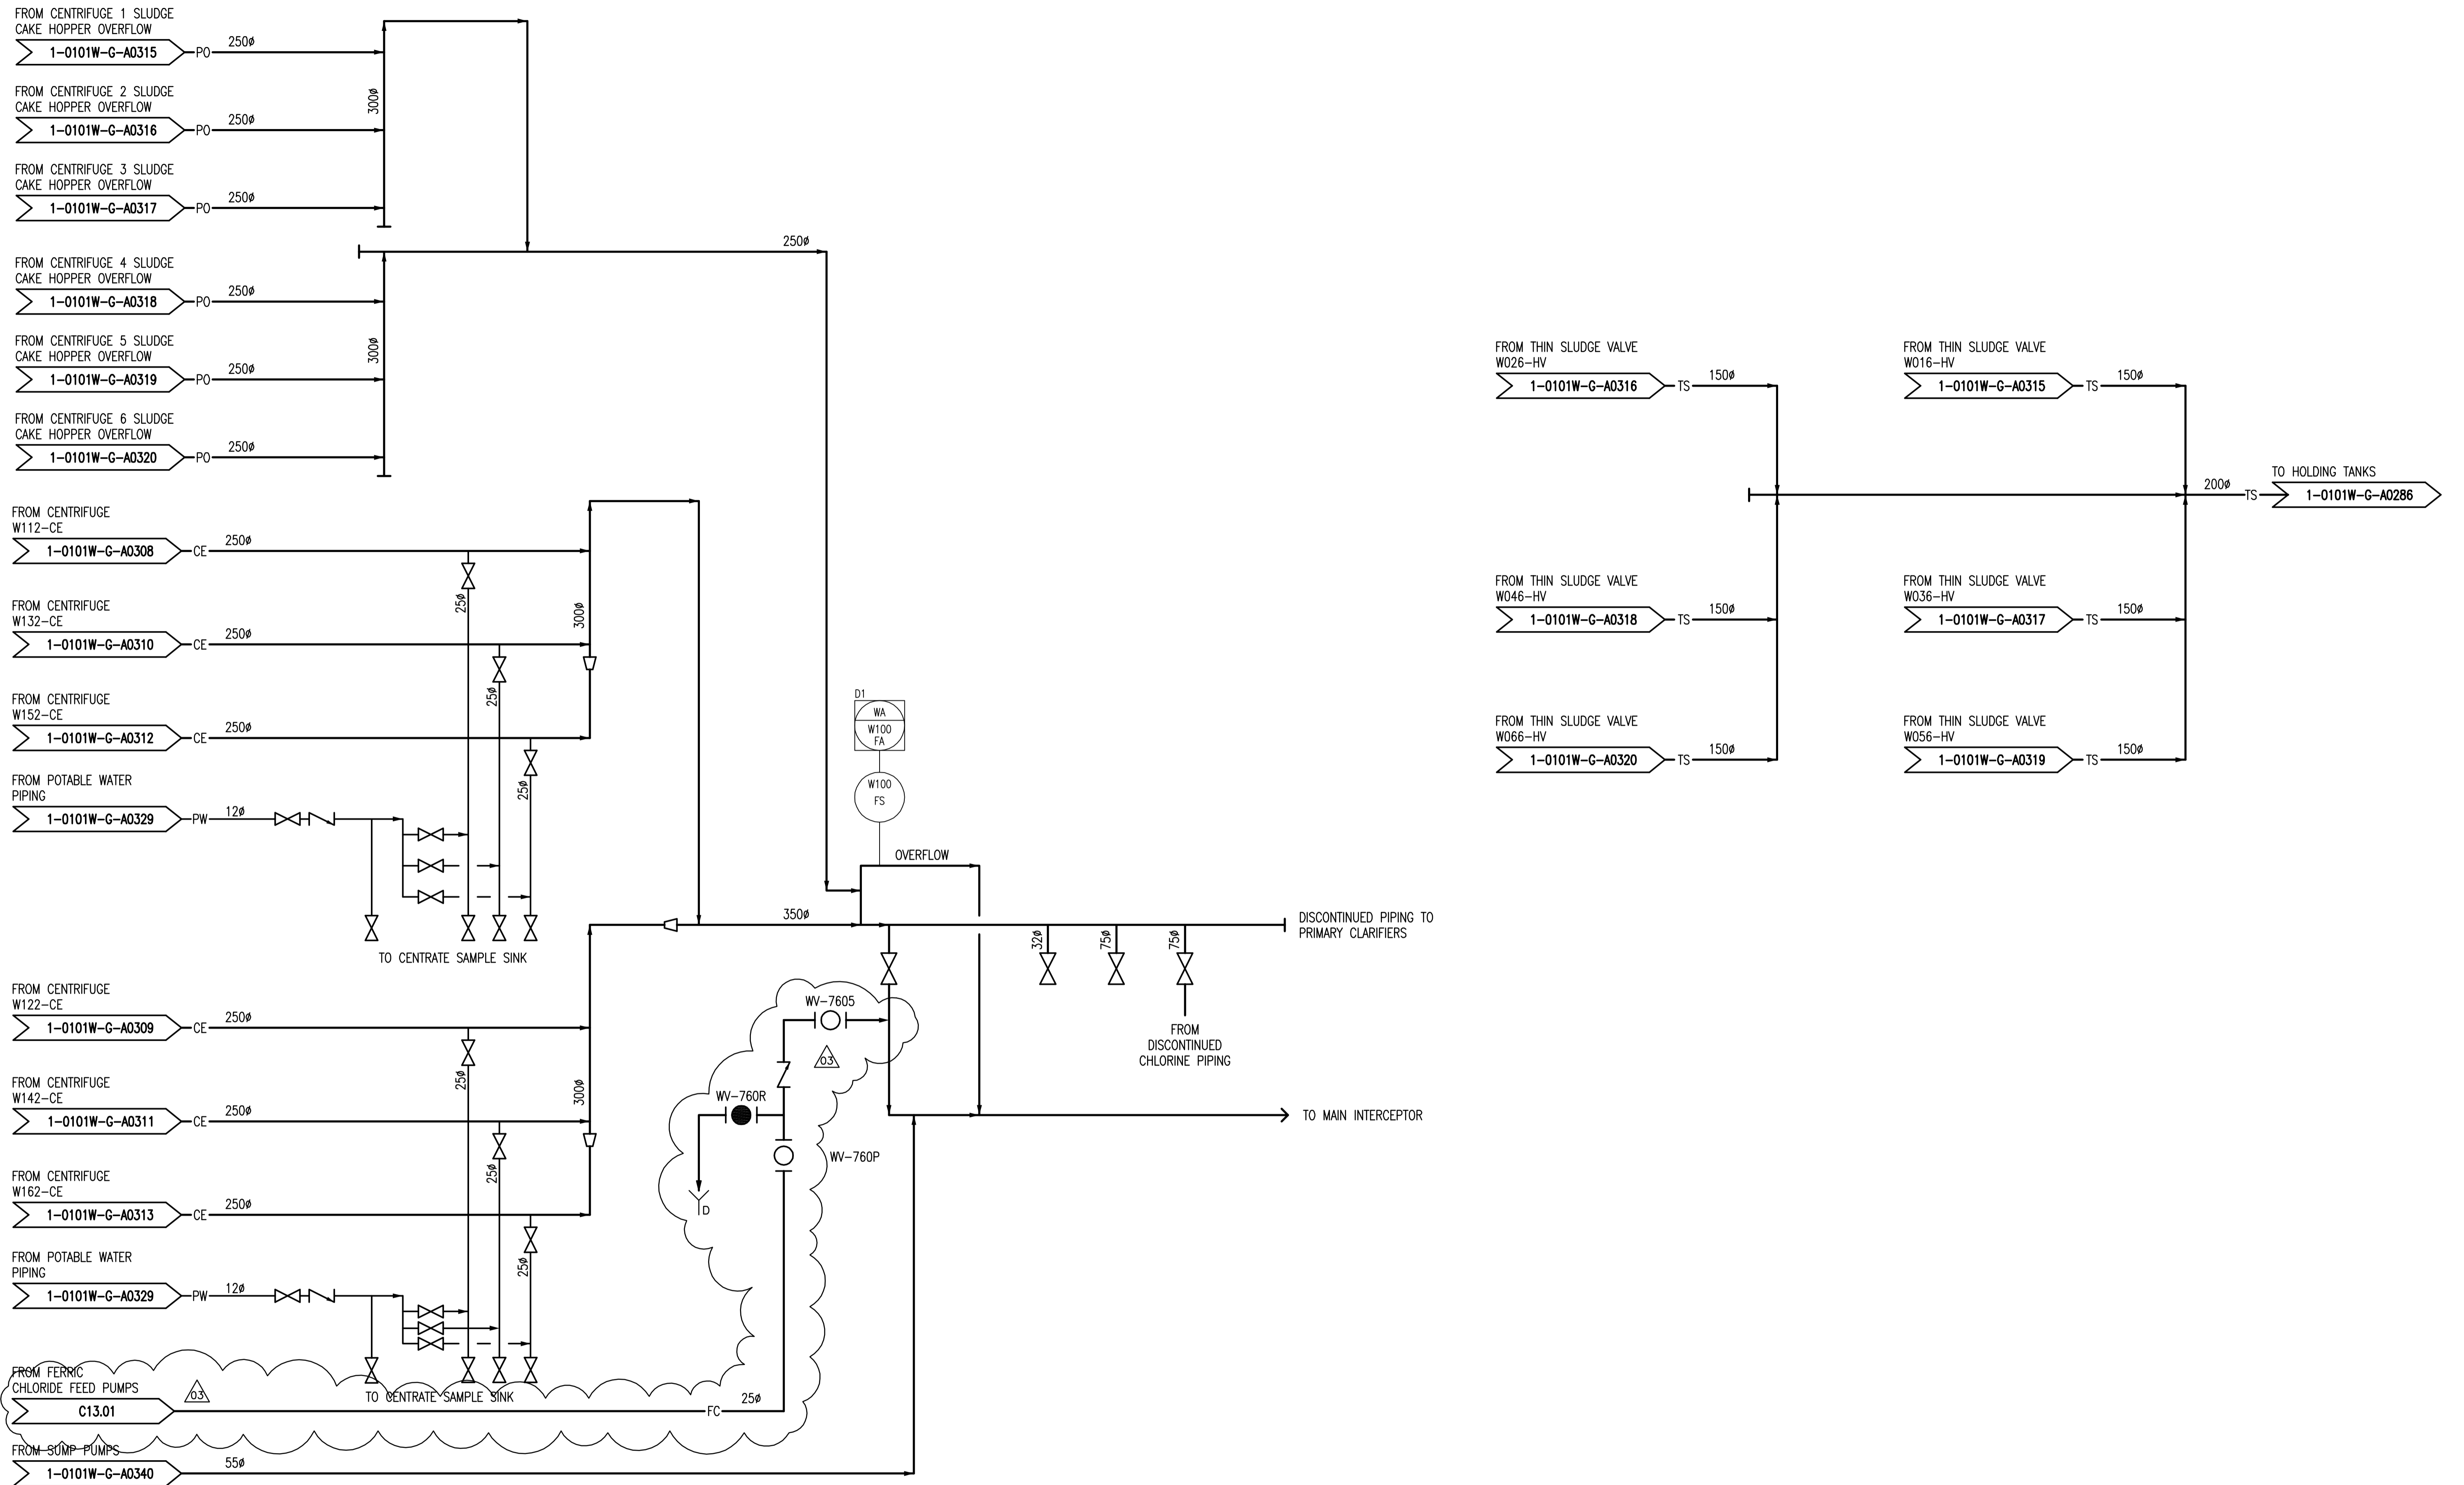 FROM CENTRIFUGE 1 SLUDGE
CAKE HOPPER OVERFLOW
1-0101W-G-A0315
PO
250ø
FROM CENTRIFUGE 2 SLUDGE
CAKE HOPPER OVERFLOW
1-0101W-G-A0316
PO
250ø
300ø
FROM CENTRIFUGE 3 SLUDGE
CAKE HOPPER OVERFLOW
1-0101W-G-A0317
PO
250ø
250ø
FROM CENTRIFUGE 4 SLUDGE
CAKE HOPPER OVERFLOW
1-0101W-G-A0318
PO
250ø
FROM CENTRIFUGE 5 SLUDGE
CAKE HOPPER OVERFLOW
1-0101W-G-A0319
PO
250ø
300ø
FROM CENTRIFUGE 6 SLUDGE
CAKE HOPPER OVERFLOW
1-0101W-G-A0320
PO
250ø
FROM CENTRIFUGE
W112-CE
1-0101W-G-A0308
CE
250ø
25ø
FROM CENTRIFUGE
W132-CE
1-0101W-G-A0310
CE
250ø
25ø
300ø
FROM CENTRIFUGE
W152-CE
1-0101W-G-A0312
CE
250ø
25ø
FROM POTABLE WATER
PIPING
1-0101W-G-A0329
PW
12ø
TO CENTRATE SAMPLE SINK
D1
WA
W100
FA
W100
FS
OVERFLOW
350ø
DISCONTINUED PIPING TO
PRIMARY CLARIFIERS
32ø
75ø
75ø
FROM
DISCONTINUED
CHLORINE PIPING
TO MAIN INTERCEPTOR
FROM CENTRIFUGE
W122-CE
1-0101W-G-A0309
CE
250ø
25ø
FROM CENTRIFUGE
W142-CE
1-0101W-G-A0311
CE
250ø
25ø
300ø
FROM CENTRIFUGE
W162-CE
1-0101W-G-A0313
CE
250ø
25ø
FROM POTABLE WATER
PIPING
1-0101W-G-A0329
PW
12ø
TO CENTRATE SAMPLE SINK
WV-7605
03
WV-760R
WV-760P
D
FROM FERRIC
CHLORIDE FEED PUMPS
C13.01
03
FC
25ø
FROM SUMP PUMPS
1-0101W-G-A0340
55ø
FROM THIN SLUDGE VALVE
W026-HV
1-0101W-G-A0316
TS
150ø
FROM THIN SLUDGE VALVE
W016-HV
1-0101W-G-A0315
TS
150ø
200ø
TS
TO HOLDING TANKS
1-0101W-G-A0286
FROM THIN SLUDGE VALVE
W046-HV
1-0101W-G-A0318
TS
150ø
FROM THIN SLUDGE VALVE
W036-HV
1-0101W-G-A0317
TS
150ø
FROM THIN SLUDGE VALVE
W066-HV
1-0101W-G-A0320
TS
150ø
FROM THIN SLUDGE VALVE
W056-HV
1-0101W-G-A0319
TS
150ø